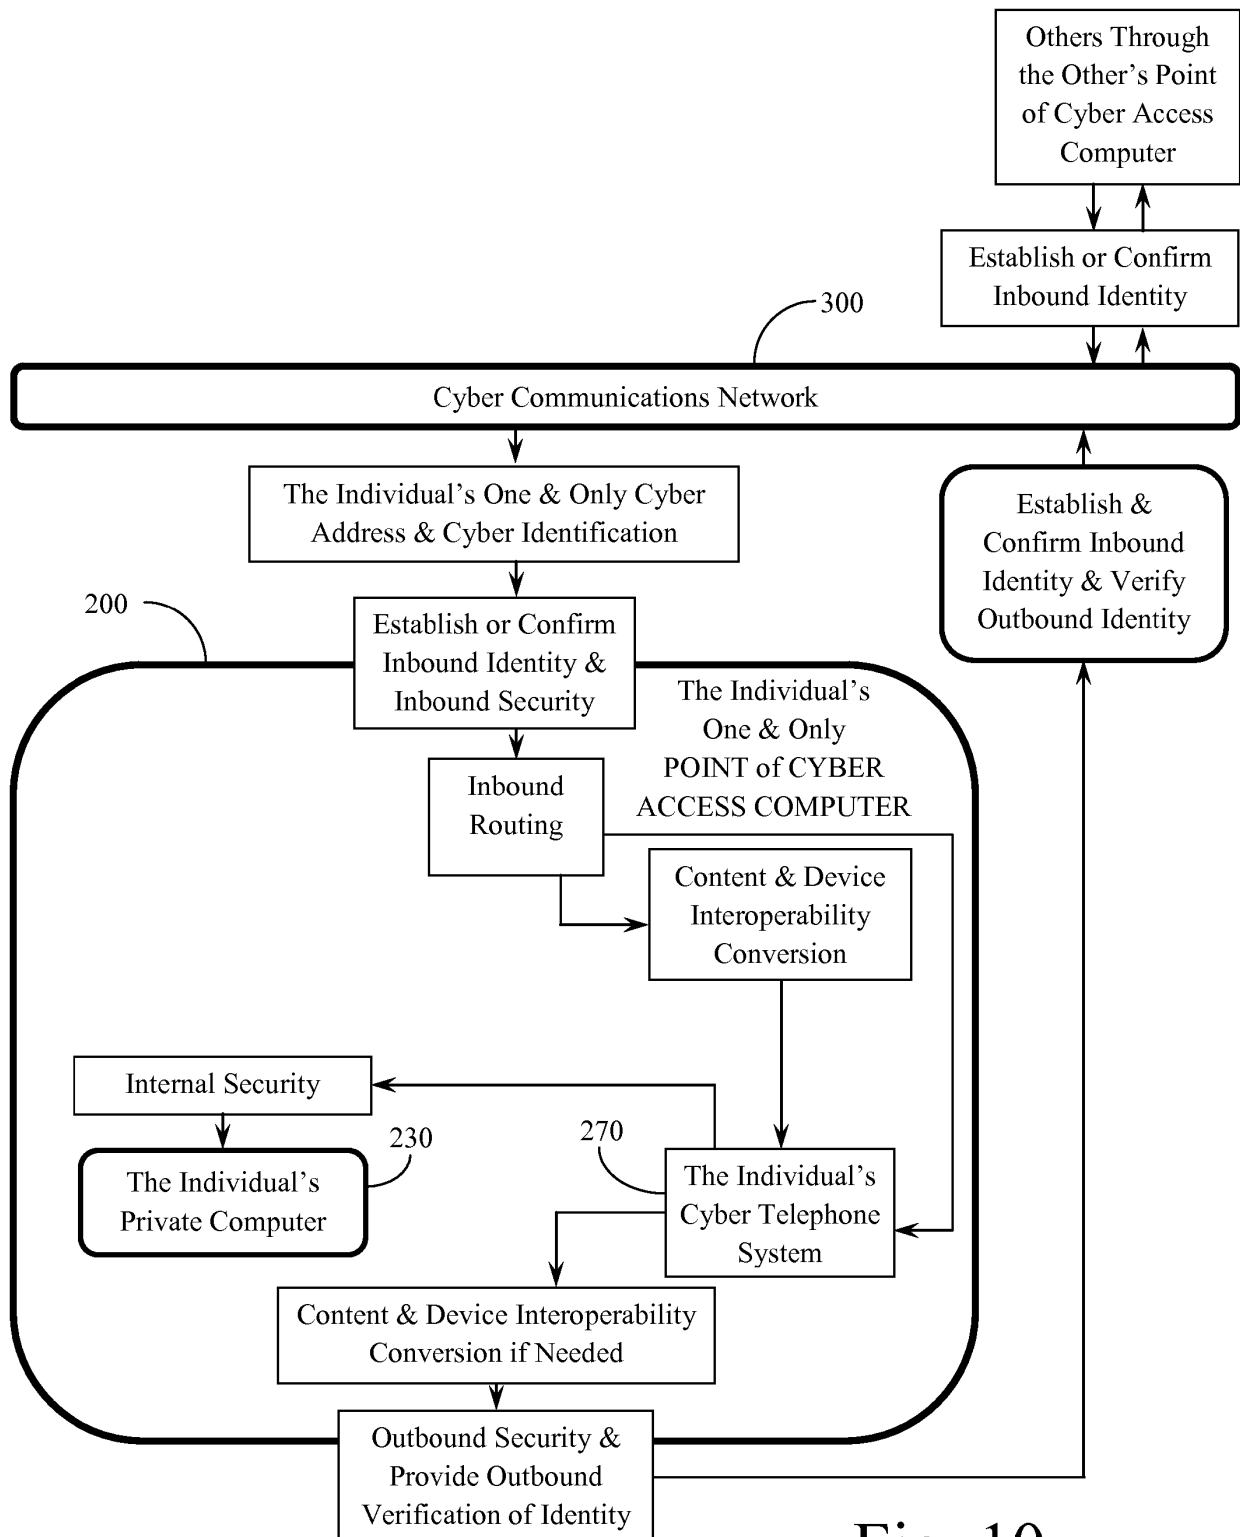 Others Through
the Other's Point
of Cyber Access
Computer
Establish or Confirm
Inbound Identity
300
Cyber Communications Network
The Individual's One & Only Cyber
Address & Cyber Identification
Establish &
Confirm Inbound
Identity & Verify
Outbound Identity
200
Establish or Confirm
Inbound Identity &
Inbound Security
The Individual's
One & Only
POINT of CYBER
ACCESS COMPUTER
Inbound
Routing
Content & Device
Interoperability
Conversion
Internal Security
230
The Individual's
Private Computer
270
The Individual's
Cyber Telephone
System
Content & Device Interoperability
Conversion if Needed
Outbound Security &
Provide Outbound
Verification of Identity
Fig. 10